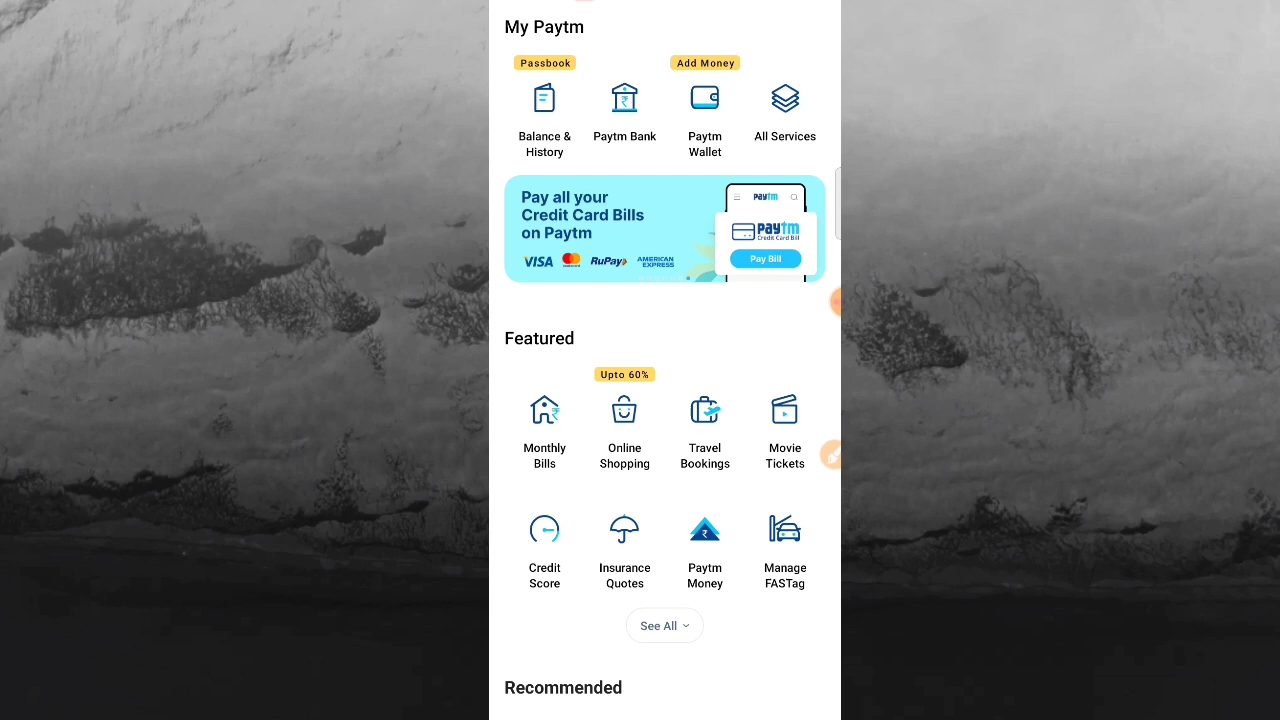 My Paytm
Passbook
Add Money
Balance & History
Paytm Bank
Paytm Wallet
All Services
Pay all your
Credit Card Bills
on Paytm
VISA
RuPay
AMERICAN EXPRESS
paytm
paytm
Credit Card Bill
Pay Bill
Featured
Upto 60%
Monthly Bills
Online Shopping
Travel Bookings
Movie Tickets
Credit Score
Insurance Quotes
Paytm Money
Manage FASTag
See All
Recommended